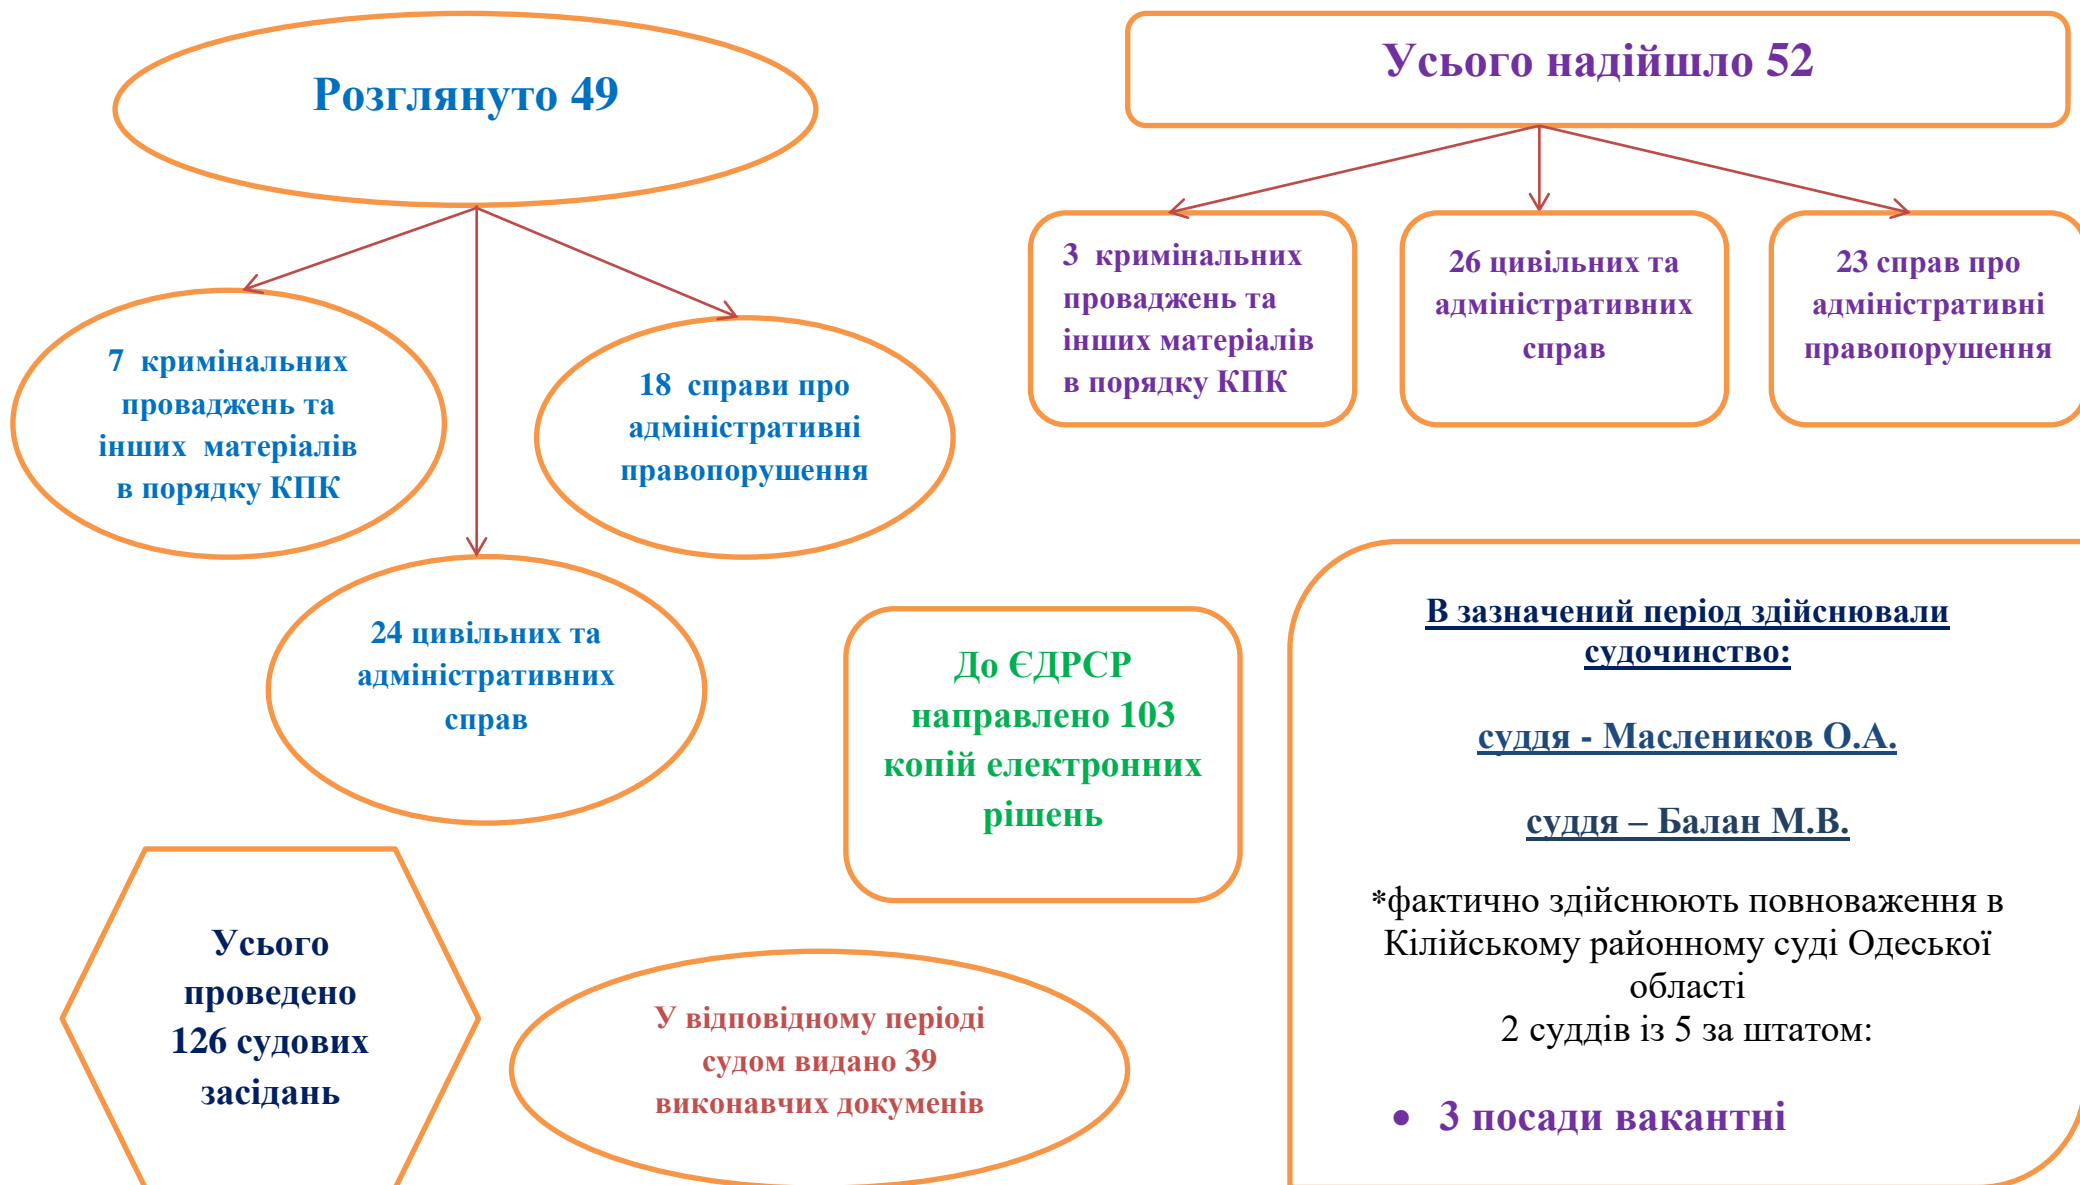 Розглянуто 49
Усього надійшло 52
7 кримінальних
проваджень та
інших матеріалів
в порядку КПК
18 справи про
адміністративні
правопорушення
24 цивільних та
адміністративних
справ
3 кримінальних
проваджень та
інших матеріалів
в порядку КПК
26 цивільних та
адміністративних
справ
23 справ про
адміністративні
правопорушення
До ЄДРСР
направлено 103
копій електронних
рішень
В зазначений період здійснювали
судочинство:
суддя - Маслеников О.А.
суддя – Балан М.В.
*фактично здійснюють повноваження в
Кілійському районному суді Одеської
області
2 суддів із 5 за штатом:
• 3 посади вакантні
Усього
проведено
126 судових
засідань
У відповідному періоді
судом видано 39
виконавчих докуменів